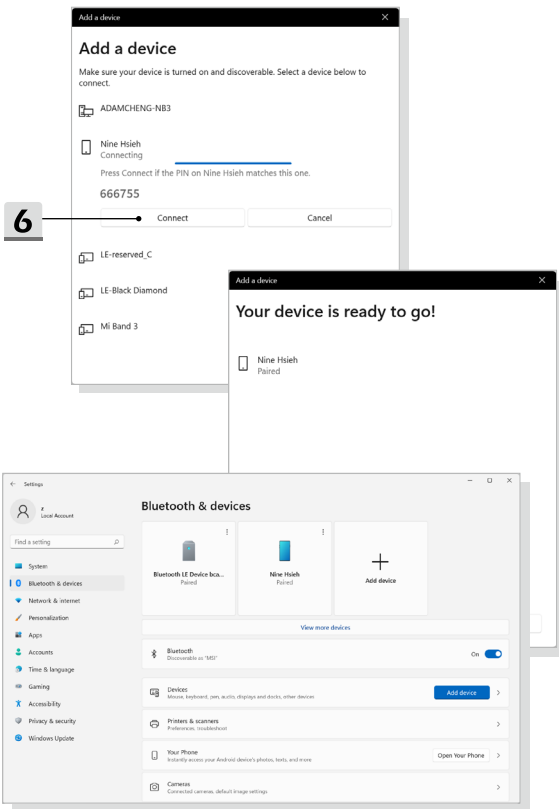 Add a device
Add a device
Make sure your device is turned on and discoverable. Select a device below to
connect.
ADAMCHENG-NB3
Nine Hsieh
Connecting
Press Connect if the PIN on Nine Hsieh matches this one.
666755
6
Connect
Cancel
LE-reserved_C
LE-Black Diamond
Mi Band 3
Add a device
Your device is ready to go!
Nine Hsieh
Paired
Settings
z
Local Account
Find a setting
System
Bluetooth & devices
Network & internet
Personalization
Apps
Accounts
Time & language
Gaming
Accessibility
Privacy & security
Windows Update
Bluetooth & devices
Bluetooth LE Device bca...
Paired
Nine Hsieh
Paired
Add device
View more devices
Bluetooth
Discoverable as "MSI"
On
Devices
Mouse, keyboard, pen, audio, displays and docks, other devices
Add device
Printers & scanners
Preferences, troubleshoot
Your Phone
Instantly access your Android device's photos, texts, and more
Open Your Phone
Cameras
Connected cameras, default image settings